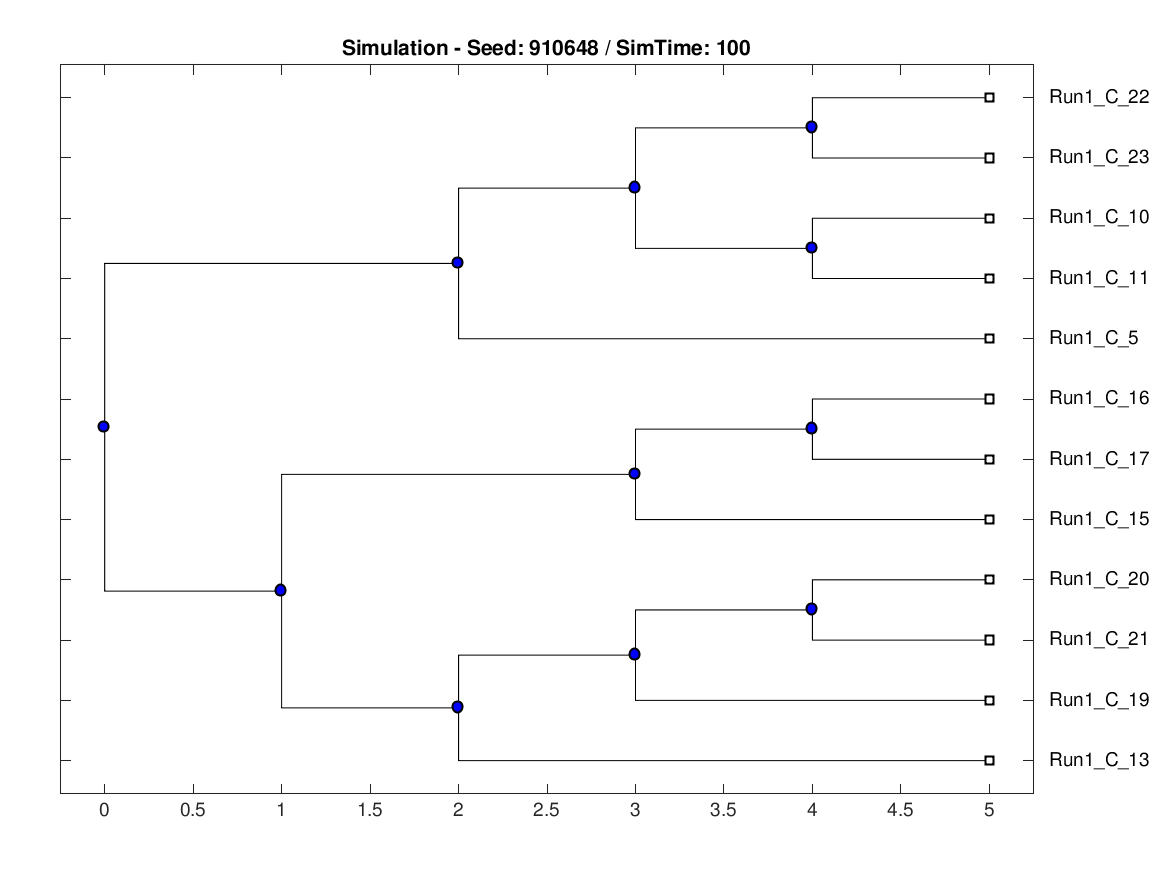 Simulation - Seed: 910648 / SimTime: 100
Run1_C_22
Run1_C_23
Run1_C_10
Run1_C_11
Run1_C_5
Run1_C_16
Run1_C_17
Run1_C_15
Run1_C_20
Run1_C_21
Run1_C_19
Run1_C_13
0 0.5 1 1.5 2 2.5 3 3.5 4 4.5 5